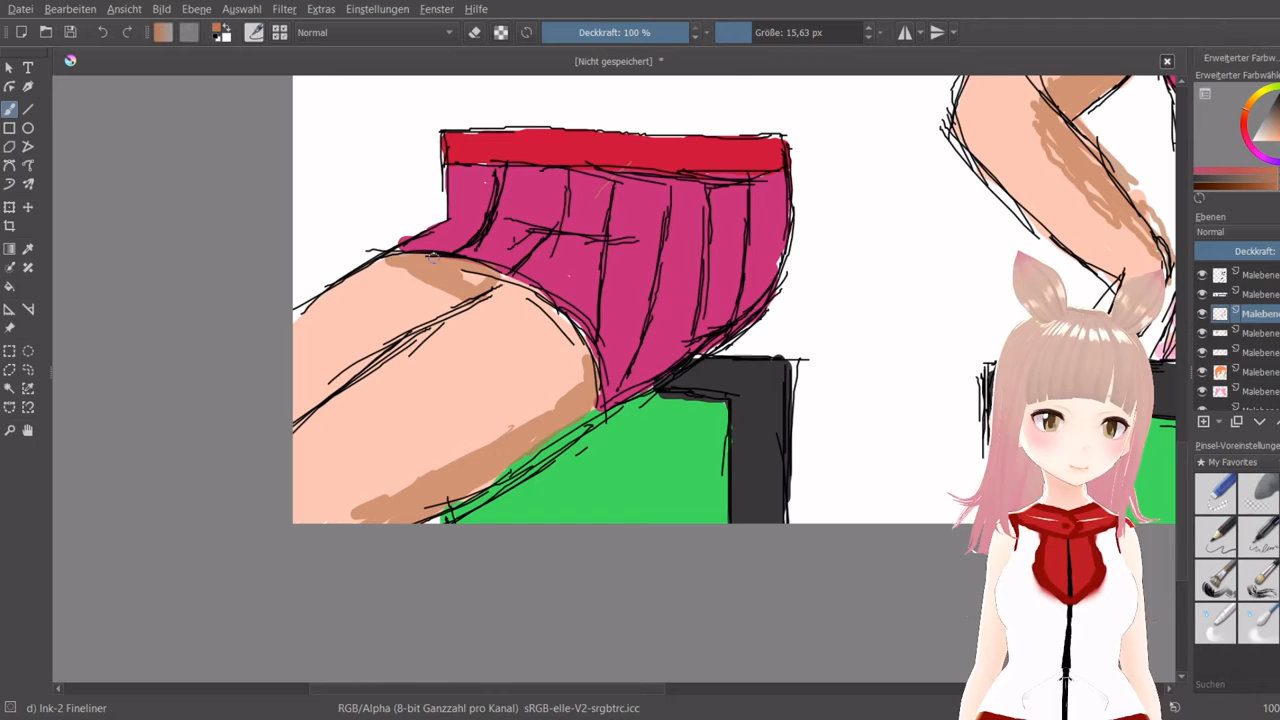 Datei Bearbeiten Ansicht Bild Ebene Auswahl Filter Extras Einstellungen Fenster Hilfe
Normal Deckkraft: 100 % Größe: 15,63 px
[Nicht gespeichert] *
Erweiterter Farbw
Erweiterter Farbwähle
Ebenen
Normal
Deckkraft:
Malebene
Malebene
Malebene
Malebene
Malebene
Malebene
Malebene
Pinsel-Voreinstellunge
My Favorites
Suchen
d) Ink-2 Fineliner RGB/Alpha (8-bit Ganzzahl pro Kanal) sRGB-elle-V2-srgbtrc.icc 100